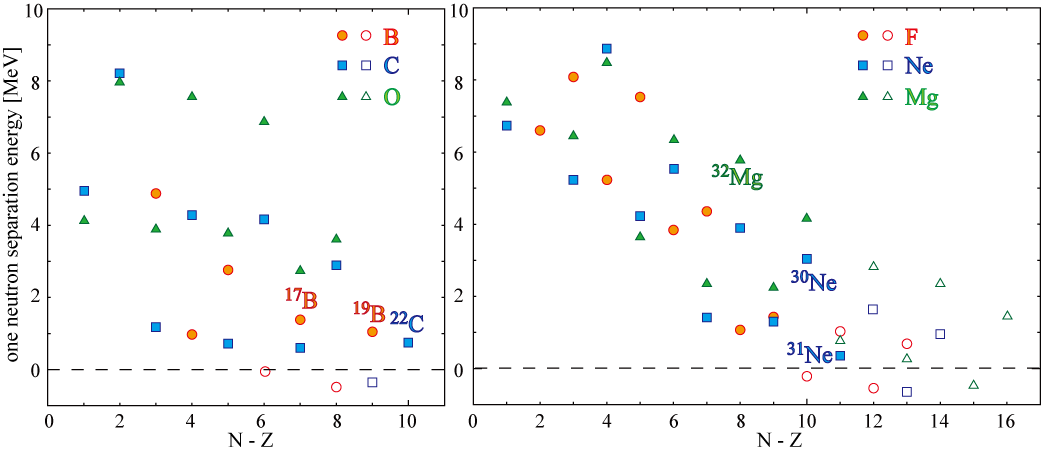 one neutron separation energy [MeV]
10
8
6
4
2
0
B
C
O
17B
19B
22C
0 2 4 6 8 10
N - Z
10
8
6
4
2
0
F
Ne
Mg
32Mg
30Ne
31Ne
0 2 4 6 8 10 12 14 16
N - Z